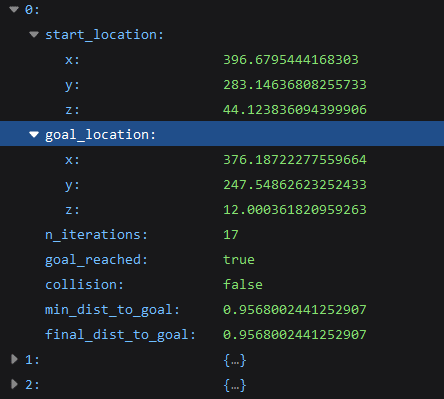 0:
start_location:
x: 396.6795444168303
y: 283.14636808255733
z: 44.123836094399906
goal_location:
x: 376.18722277559664
y: 247.54862623252433
z: 12.000361820959263
n_iterations: 17
goal_reached: true
collision: false
min_dist_to_goal: 0.9568002441252907
final_dist_to_goal: 0.9568002441252907
1: {…}
2: {…}